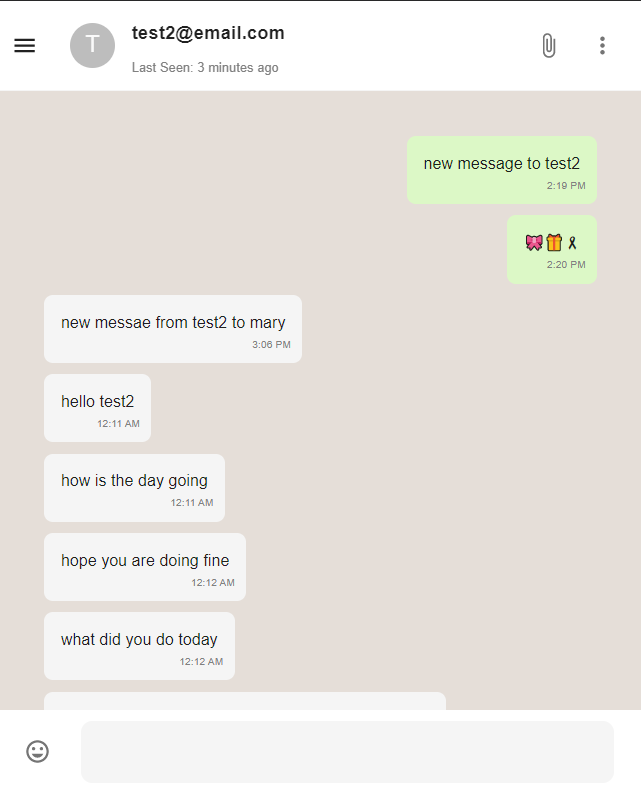 T
test2@email.com
Last Seen: 3 minutes ago
new message to test2
2:19 PM
🎀🎁🎗
2:20 PM
new messae from test2 to mary
3:06 PM
hello test2
12:11 AM
how is the day going
12:11 AM
hope you are doing fine
12:12 AM
what did you do today
12:12 AM